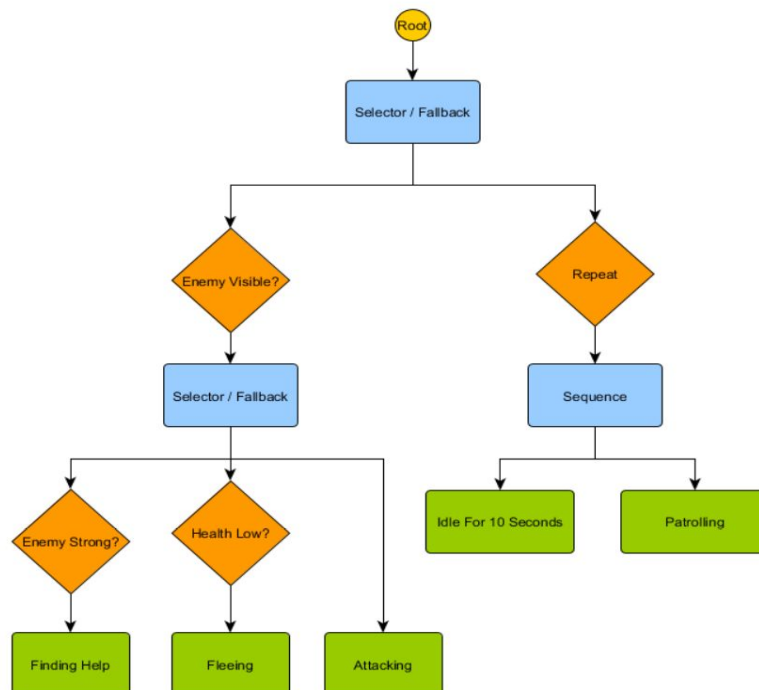 Root
Selector / Fallback
Enemy Visible?
Repeat
Selector / Fallback
Sequence
Enemy Strong?
Health Low?
Idle For 10 Seconds
Patrolling
Finding Help
Fleeing
Attacking